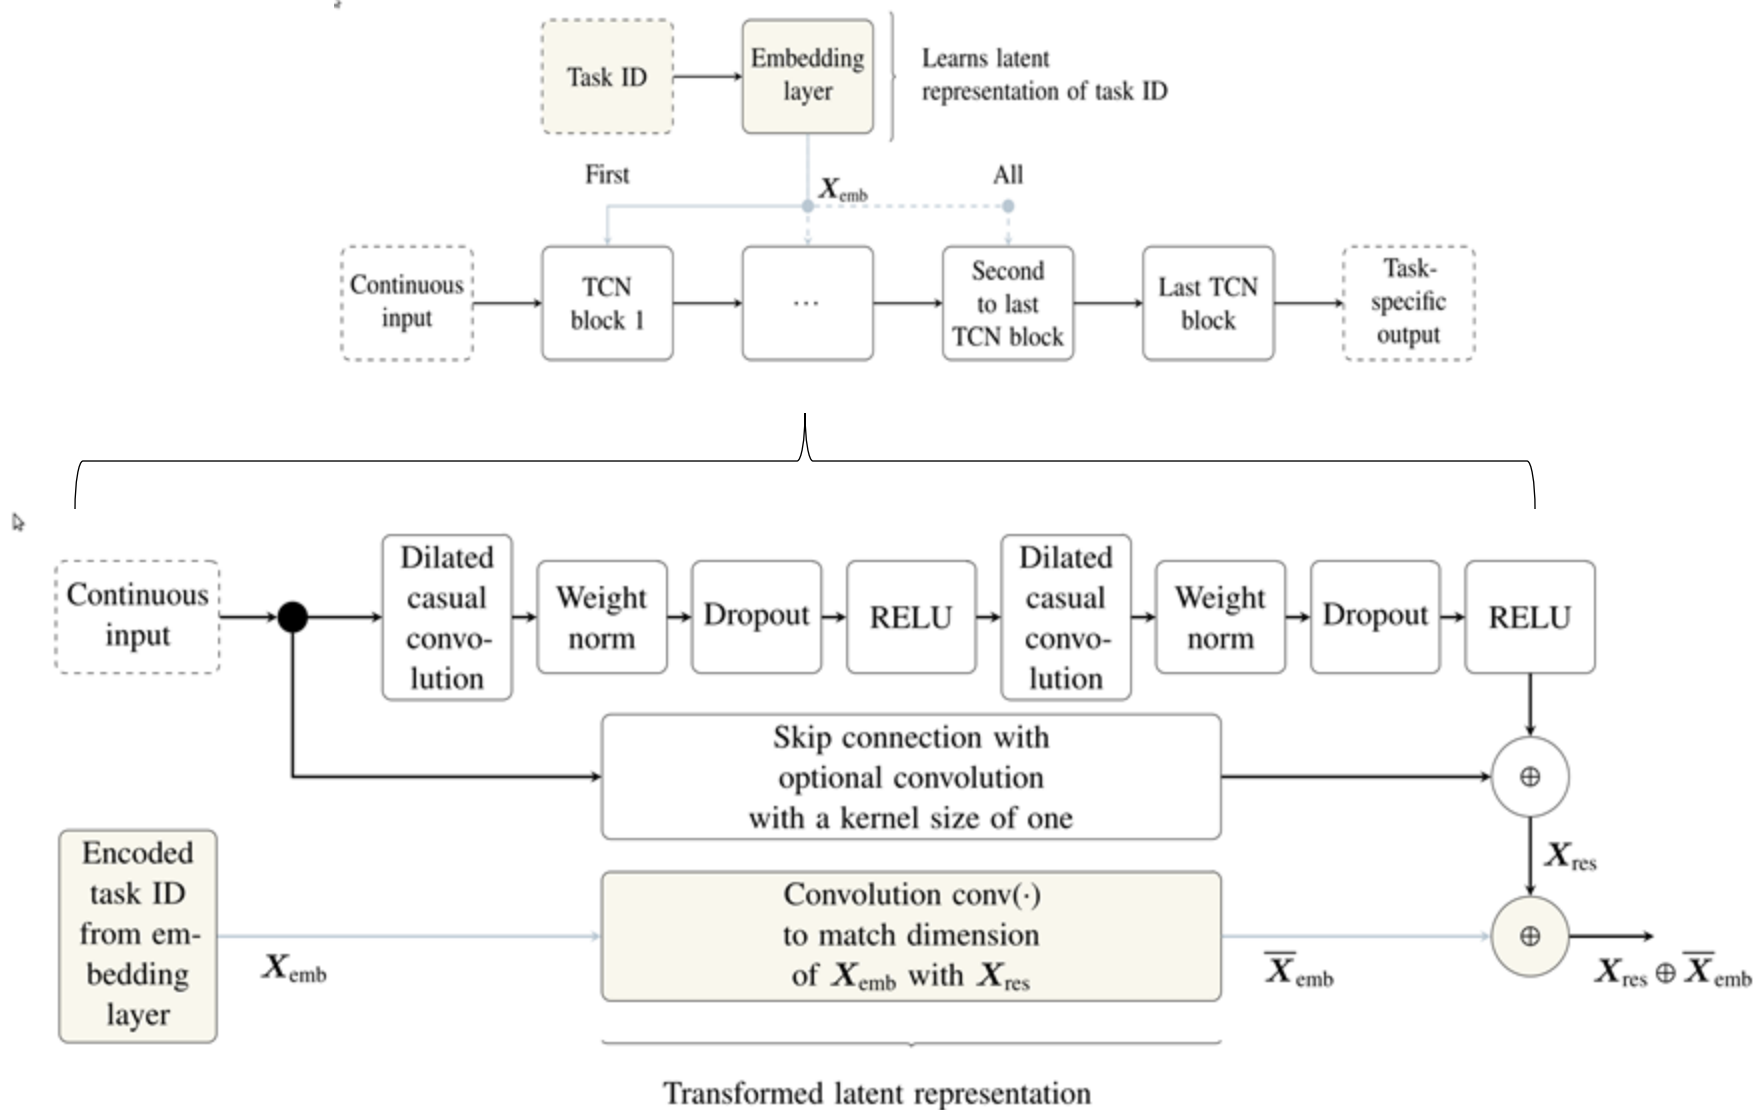 Task ID
Embedding
layer
Learns latent
representation of task ID
First
X_emb
All
Continuous
input
TCN
block 1
...
Second
to last
TCN block
Last TCN
block
Task-
specific
output
Continuous
input
Dilated
casual
convo-
lution
Weight
norm
Dropout
RELU
Dilated
casual
convo-
lution
Weight
norm
Dropout
RELU
Skip connection with
optional convolution
with a kernel size of one
⊕
X_res
Encoded
task ID
from em-
bedding
layer
X_emb
Convolution conv(·)
to match dimension
of X_emb with X_res
X̅_emb
⊕
X_res ⊕ X̅_emb
Transformed latent representation